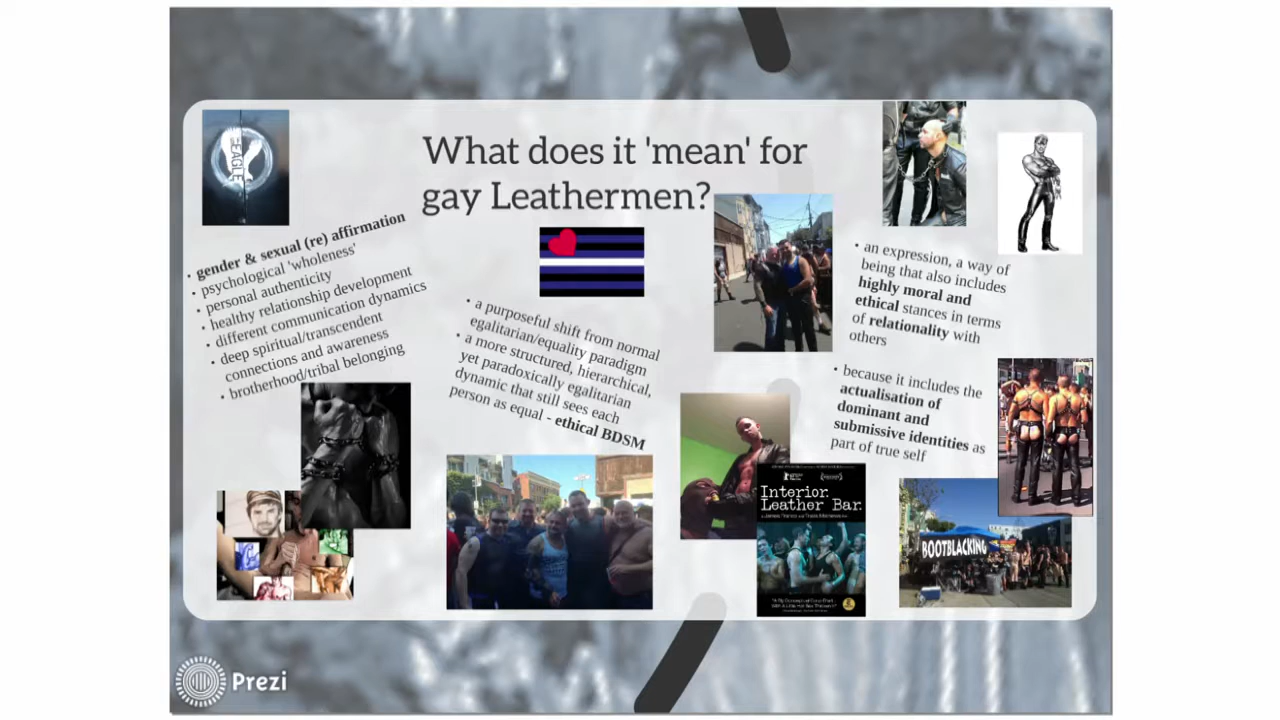 What does it 'mean' for
gay Leathermen?
EAGLE
• gender & sexual (re) affirmation
• psychological 'wholeness'
• personal authenticity
• healthy relationship development
• different communication dynamics
• deep spiritual/transcendent
connections and awareness
• brotherhood/tribal belonging
• a purposeful shift from normal
egalitarian/equality paradigm
• a more structured, hierarchical,
yet paradoxically egalitarian
dynamic that still sees each
person as equal - ethical BDSM
• an expression, a way of
being that also includes
highly moral and
ethical stances in terms
of relationality with
others
• because it includes the
actualisation of
dominant and
submissive identities as
part of true self
Interior.
Leather Bar.
BOOTBLACKING
Prezi